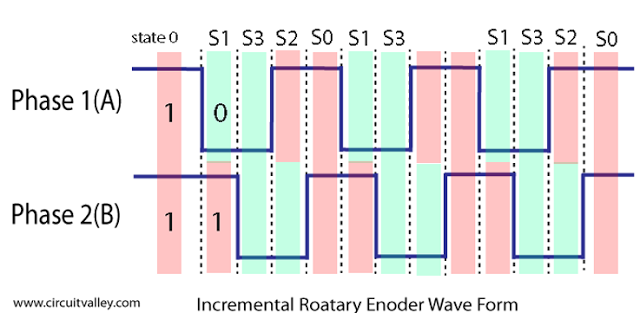 state 0 S1 S3 S2 S0 S1 S3 S1 S3 S2 S0
Phase 1(A) 1 0
Phase 2(B) 1 1
www.circuitvalley.com Incremental Roatary Enoder Wave Form